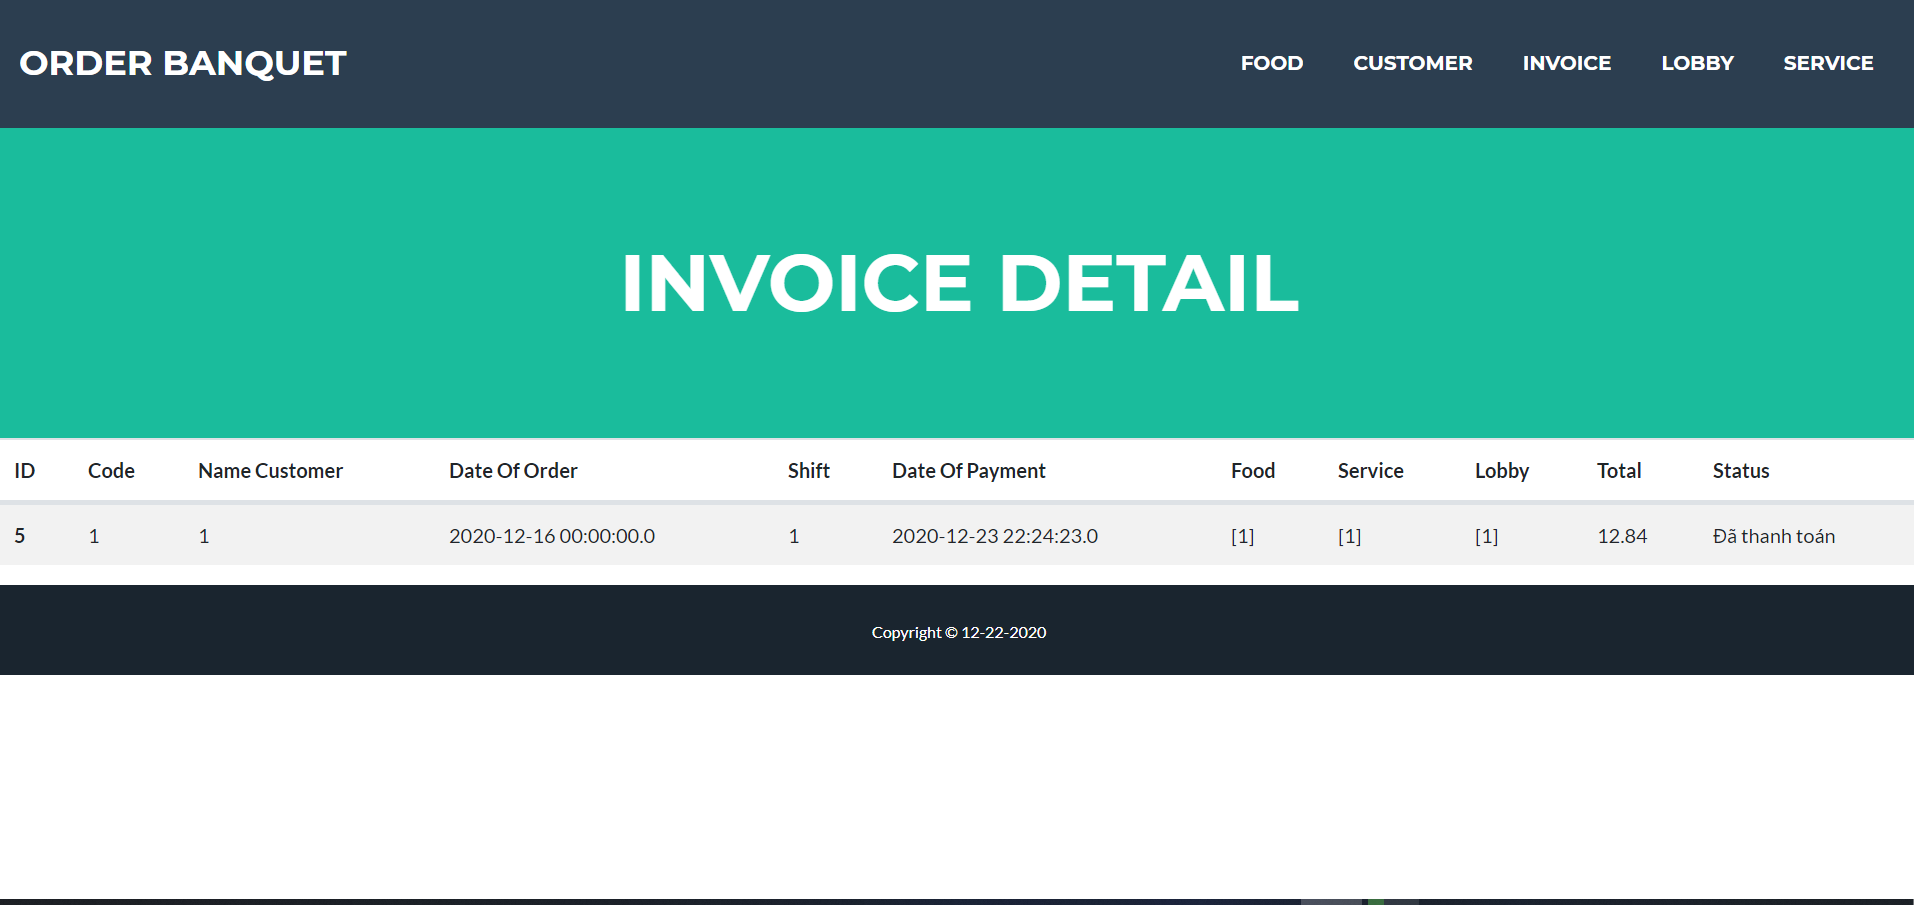 ORDER BANQUET FOOD CUSTOMER INVOICE LOBBY SERVICE
INVOICE DETAIL
ID Code Name Customer Date Of Order Shift Date Of Payment Food Service Lobby Total Status
5 1 1 2020-12-16 00:00:00.0 1 2020-12-23 22:24:23.0 [1] [1] [1] 12.84 Đã thanh toán
Copyright © 12-22-2020